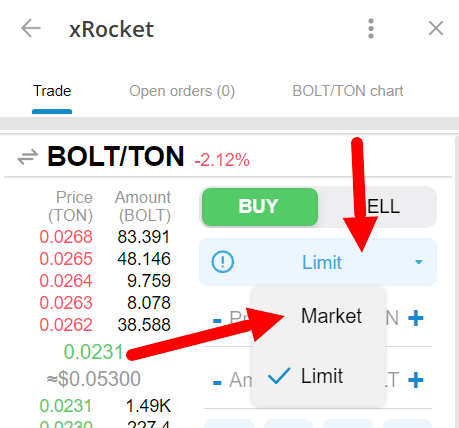 xRocket
Trade
Open orders (0)
BOLT/TON chart
BOLT/TON -2.12%
Price Amount
(TON) (BOLT)
0.0268 83.391
0.0265 48.146
0.0264 9.759
0.0263 8.078
0.0262 38.588
0.0231
≈$0.05300
0.0231 1.49K
0.0230 227.4
BUY
ELL
Limit
- P N +
Market
- Am LT +
Limit